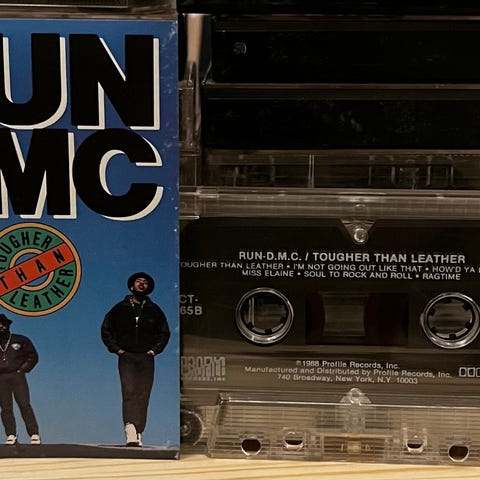 UN
MC
TOUGHER
THAN
LEATHER
RUN-D.M.C. / TOUGHER THAN LEATHER
OUGHER THAN LEATHER • I'M NOT GOING OUT LIKE THAT • HOW'D YA
MISS ELAINE • SOUL TO ROCK AND ROLL • RAGTIME
CT-
65B
℗1988 Profile Records, Inc.
Manufactured and Distributed by Profile Records, Inc.
740 Broadway, New York, N.Y. 10003